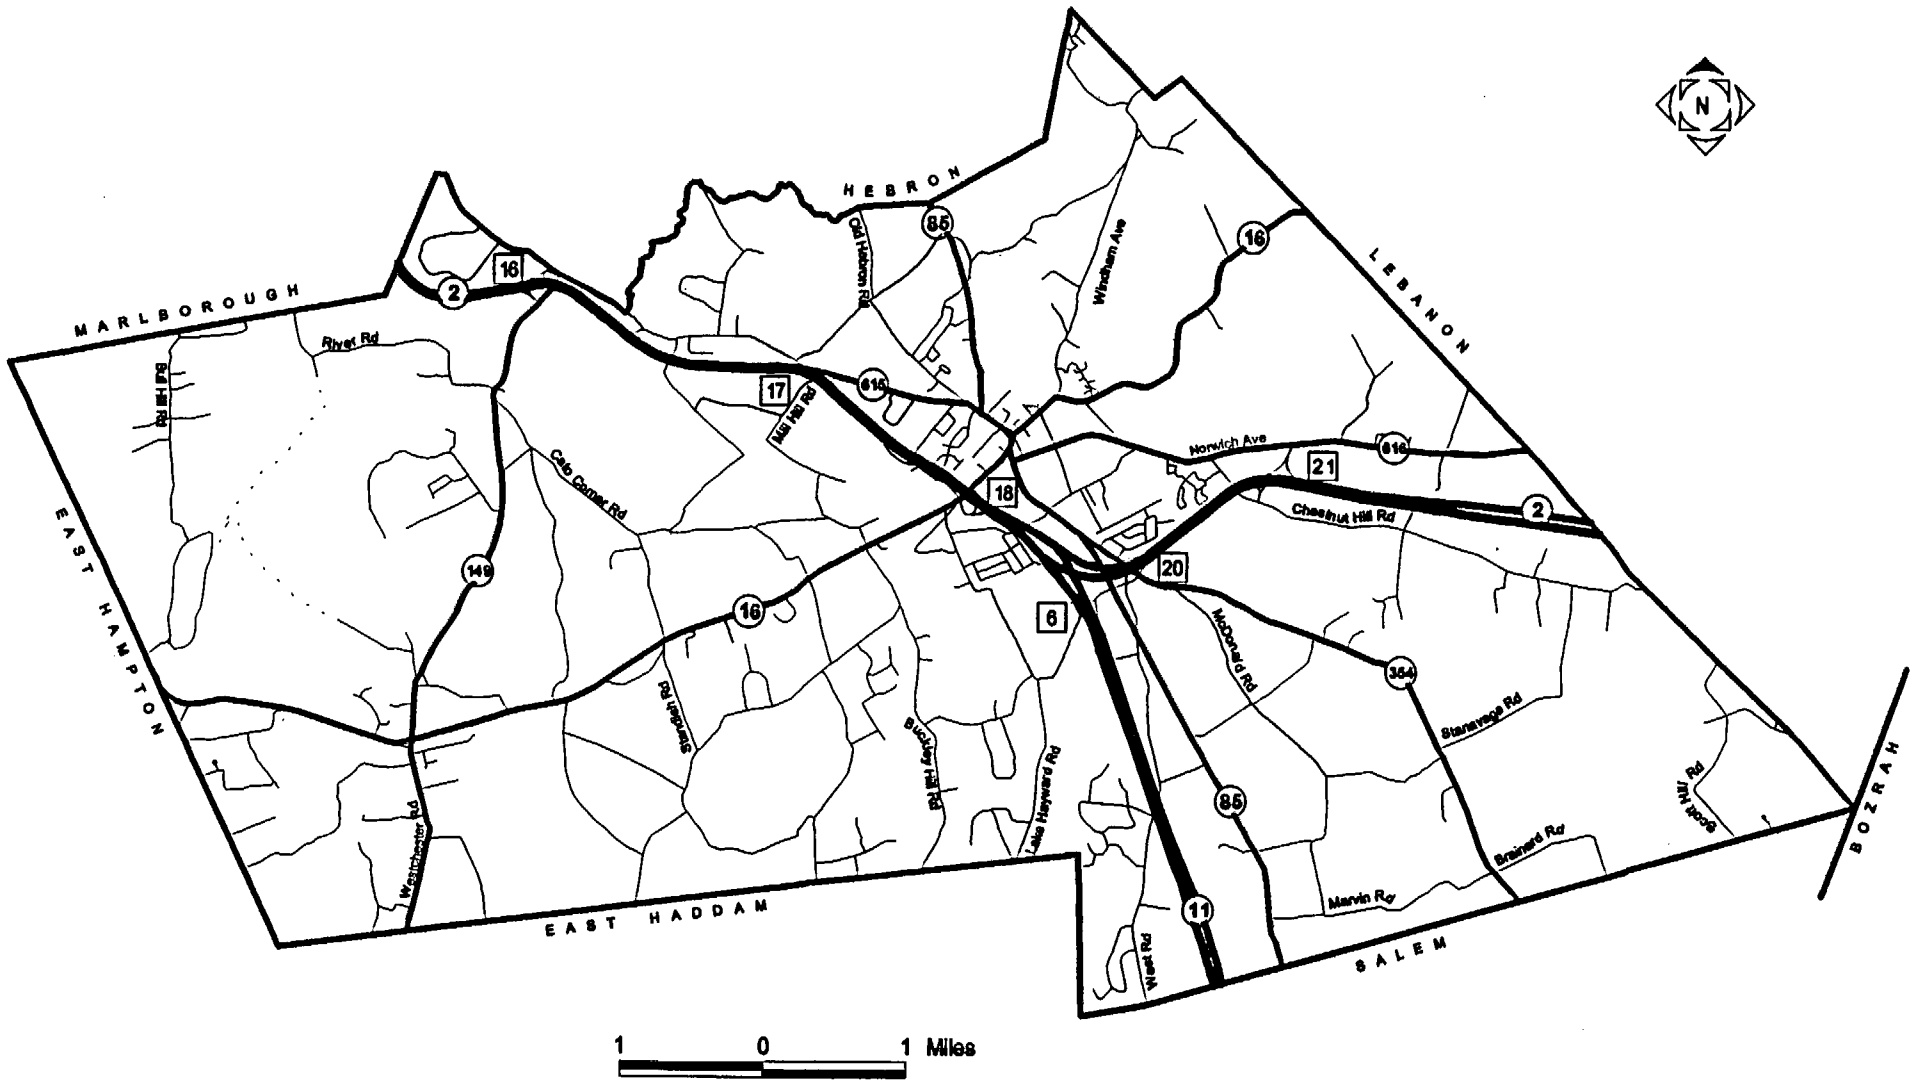 N
HEBRON
85
16
Old Hebron Rd
Windham Ave
LEBANON
16
2
MARLBOROUGH
River Rd
Bull Hill Rd
17
615
Mill Hill Rd
Norwich Ave
616
21
Cato Corner Rd
18
2
Chestnut Hill Rd
EAST HAMPTON
149
20
16
6
McDonald Rd
354
Standish Rd
Stanavage Rd
Buckley Hill Rd
Lake Hayward Rd
BOZRAH
Scott Hill Rd
85
Westchester Rd
Brainard Rd
Marvin Rd
11
EAST HADDAM
West Rd
SALEM
1 0 1 Miles